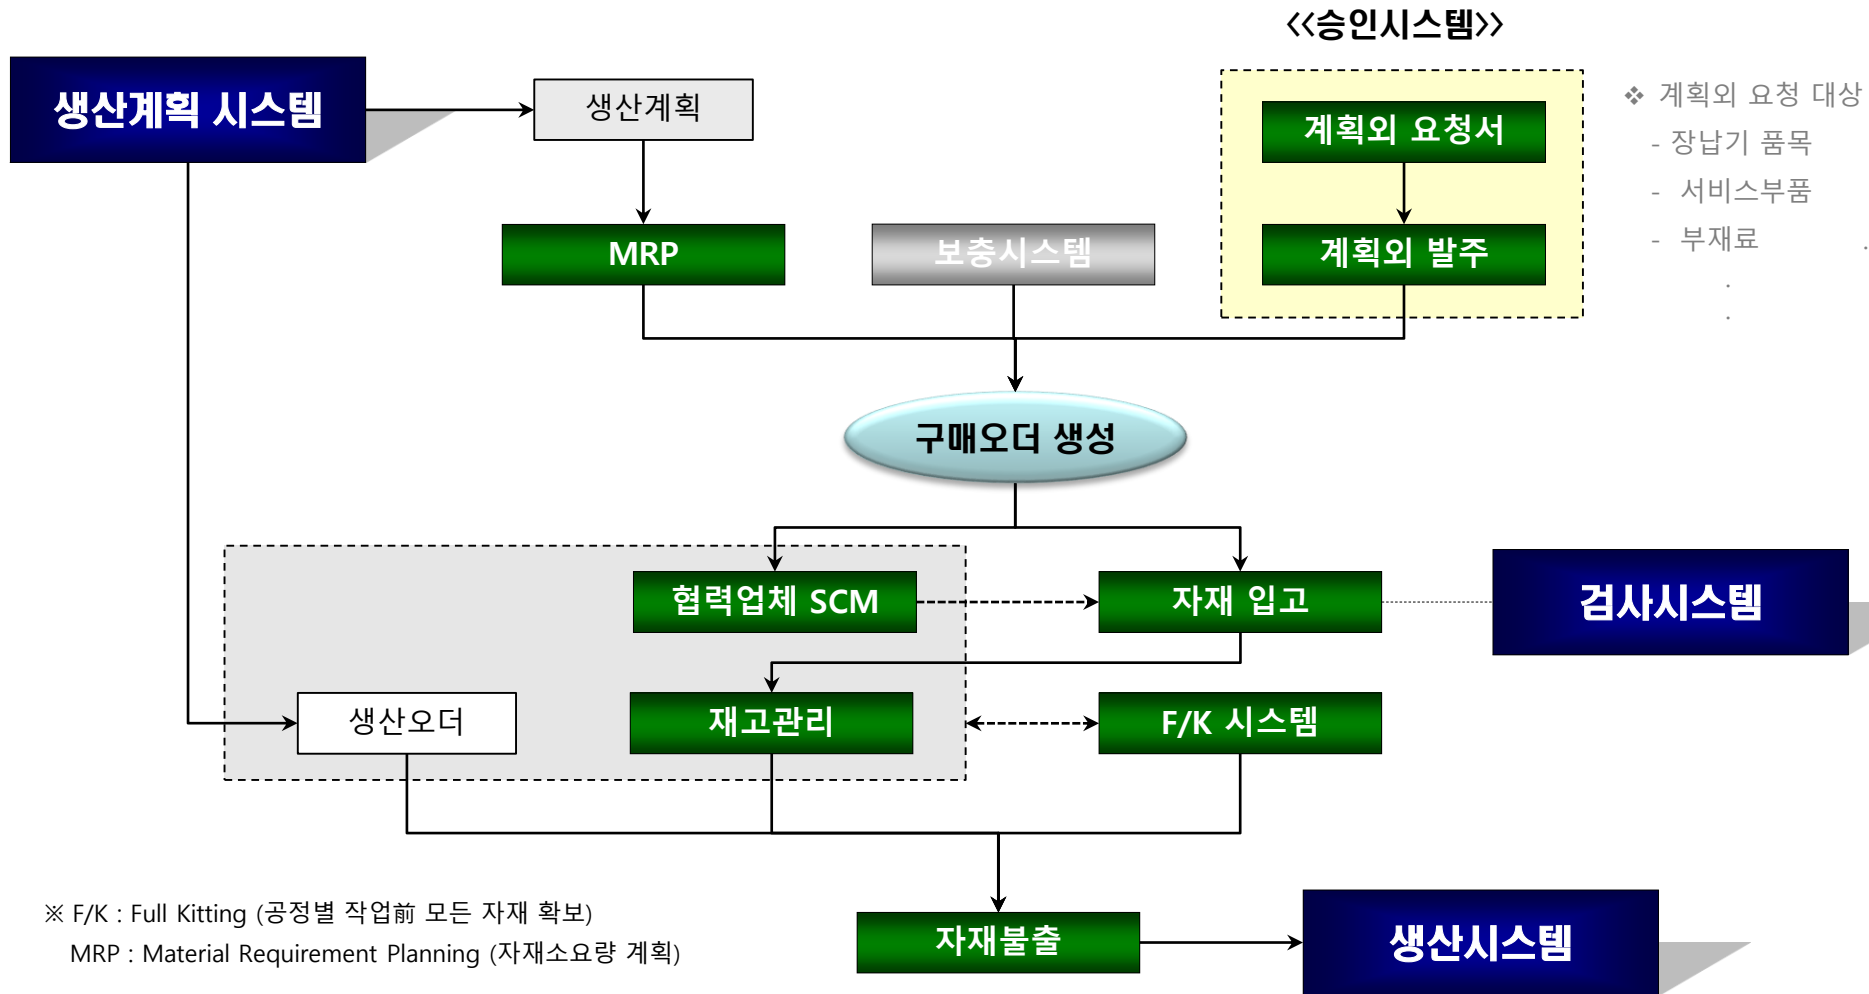 <<승인시스템>>
생산계획 시스템
생산계획
계획외 요청서
❖ 계획외 요청 대상
- 장납기 품목
- 서비스부품
- 부재료 .
.
.
MRP
보충시스템
계획외 발주
구매오더 생성
협력업체 SCM
자재 입고
검사시스템
생산오더
재고관리
F/K 시스템
※ F/K : Full Kitting (공정별 작업前 모든 자재 확보)
MRP : Material Requirement Planning (자재소요량 계획)
자재불출
생산시스템